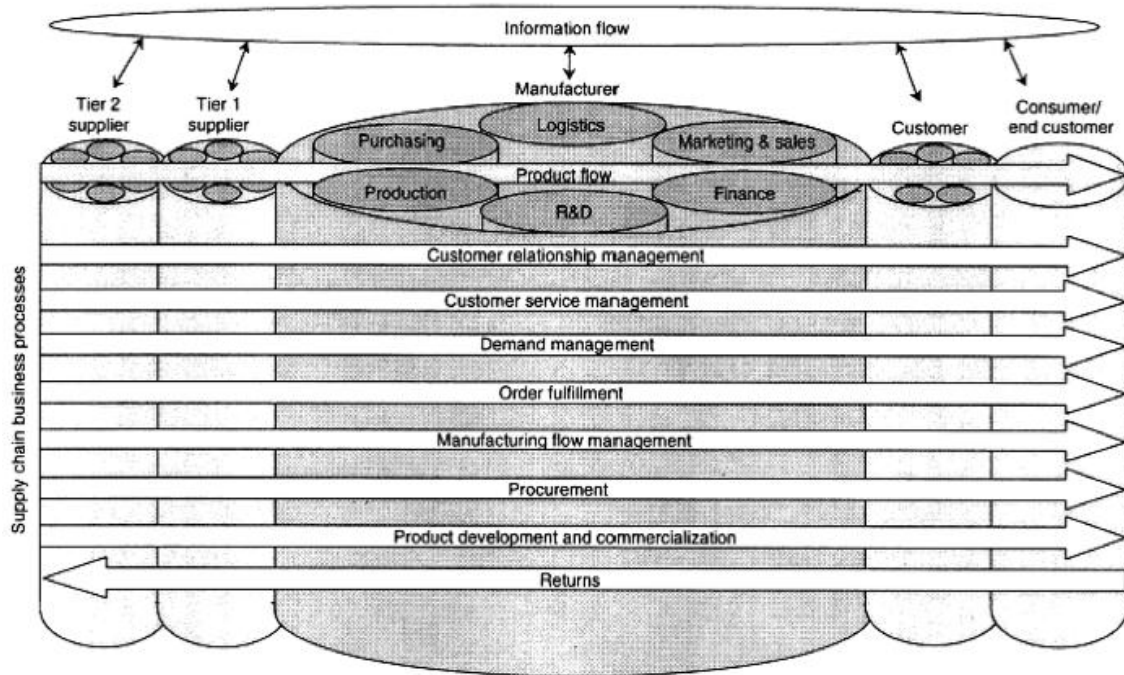 Information flow
Tier 2
supplier
Tier 1
supplier
Manufacturer
Customer
Consumer/
end customer
Purchasing
Logistics
Marketing & sales
Product flow
Production
R&D
Finance
Supply chain business processes
Customer relationship management
Customer service management
Demand management
Order fulfillment
Manufacturing flow management
Procurement
Product development and commercialization
Returns